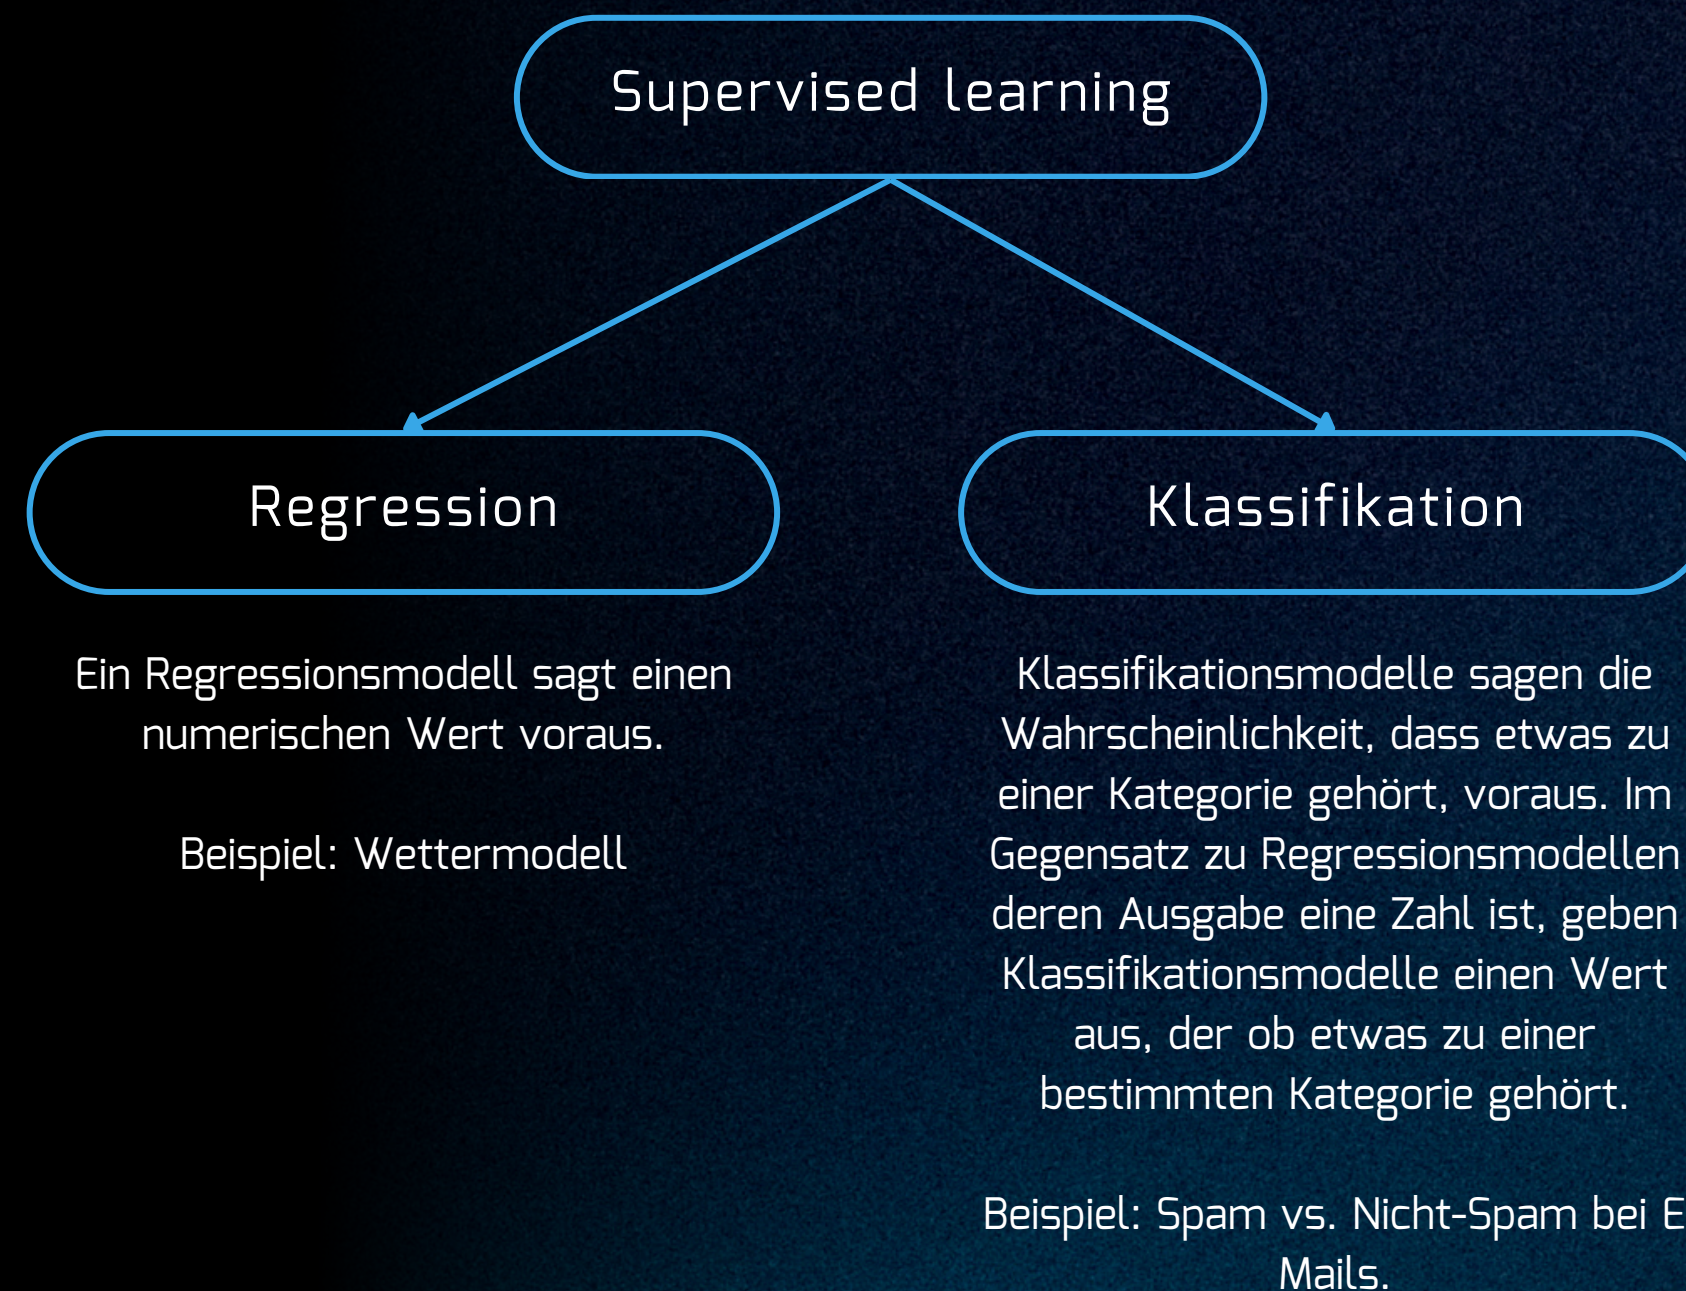 Supervised learning
Regression
Ein Regressionsmodell sagt einen
numerischen Wert voraus.
Beispiel: Wettermodell
Klassifikation
Klassifikationsmodelle sagen die
Wahrscheinlichkeit, dass etwas zu
einer Kategorie gehört, voraus. Im
Gegensatz zu Regressionsmodellen
deren Ausgabe eine Zahl ist, geben
Klassifikationsmodelle einen Wert
aus, der ob etwas zu einer
bestimmten Kategorie gehört.
Beispiel: Spam vs. Nicht-Spam bei E
Mails.